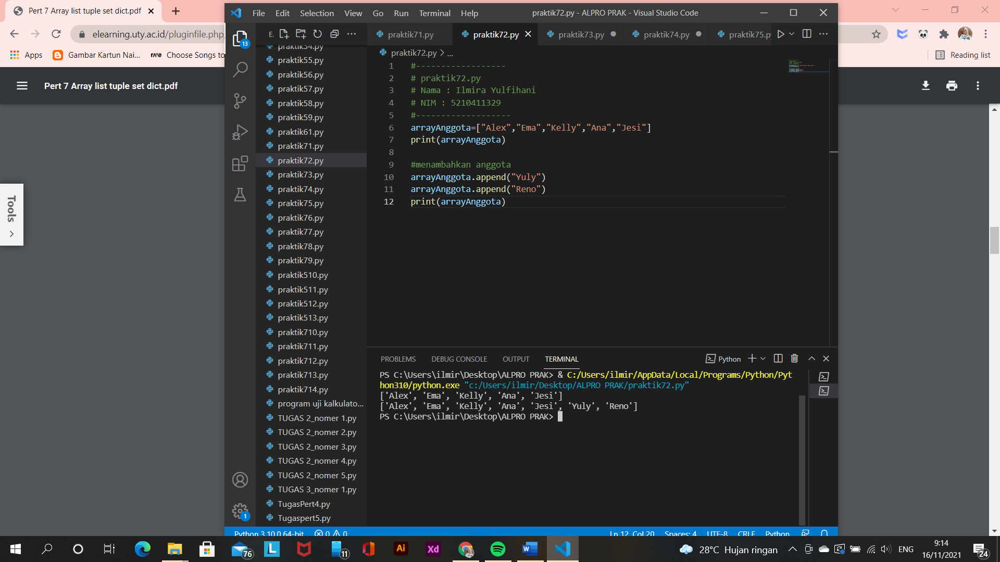 Pert 7 Array list tuple set dict.pdf
elearning.uty.ac.id/pluginfile.php
Apps
Gambar Kartun Nai...
Choose Songs to
Reading list
Pert 7 Array list tuple set dict.pdf
Tools
File Edit Selection View Go Run Terminal Help
praktik72.py - ALPRO PRAK - Visual Studio Code
E.
praktik71.py
praktik72.py
praktik73.py
praktik74.py
praktik75.py
13
praktik54.py
praktik55.py
praktik56.py
praktik57.py
praktik58.py
praktik59.py
praktik61.py
praktik71.py
praktik72.py
praktik73.py
praktik74.py
praktik75.py
praktik76.py
praktik77.py
praktik78.py
praktik79.py
praktik510.py
praktik511.py
praktik512.py
praktik513.py
praktik710.py
praktik711.py
praktik712.py
praktik713.py
praktik714.py
program uji kalkulato...
TUGAS 2_nomer 1.py
TUGAS 2_nomer 2.py
TUGAS 2_nomer 3.py
TUGAS 2_nomer 4.py
TUGAS 2_nomer 5.py
TUGAS 3_nomer 1.py
TugasPert4.py
Tugaspert5.py
1
praktik72.py > ...
1 #------------------
2 # praktik72.py
3 # Nama : Ilmira Yulfihani
4 # NIM : 5210411329
5 #-------------------
6 arrayAnggota=["Alex","Ema","Kelly","Ana","Jesi"]
7 print(arrayAnggota)
8
9 #menambahkan anggota
10 arrayAnggota.append("Yuly")
11 arrayAnggota.append("Reno")
12 print(arrayAnggota)
PROBLEMS DEBUG CONSOLE OUTPUT TERMINAL
Python
PS C:\Users\ilmir\Desktop\ALPRO PRAK> & C:/Users/ilmir/AppData/Local/Programs/Python/Pyt
hon310/python.exe "c:/Users/ilmir/Desktop/ALPRO PRAK/praktik72.py"
['Alex', 'Ema', 'Kelly', 'Ana', 'Jesi']
['Alex', 'Ema', 'Kelly', 'Ana', 'Jesi', 'Yuly', 'Reno']
PS C:\Users\ilmir\Desktop\ALPRO PRAK>
Python 3.10.0 64-bit 0 0
Ln 12, Col 20 Spaces: 4 UTF-8 CRLF Python
76
L
11
Ai
Xd
W
28°C Hujan ringan
ENG
9:14
16/11/2021
24